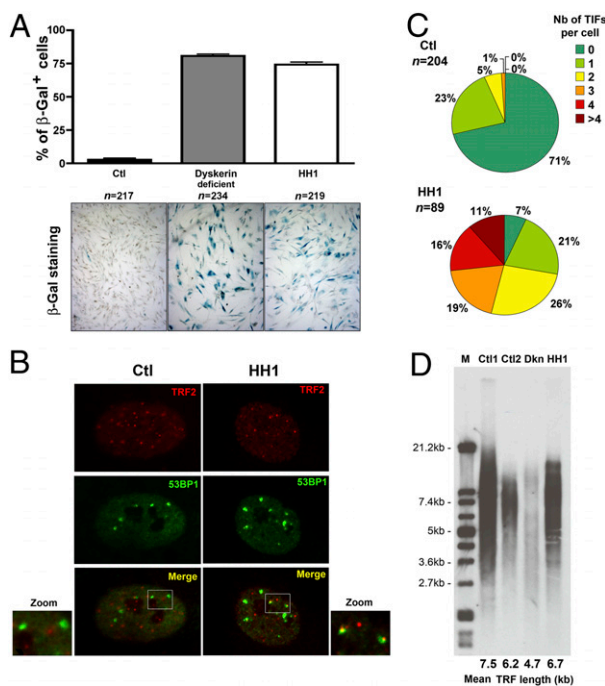 A
% of β-Gal+ cells
100
75
50
25
0
Ctl
Dyskerin deficient
HH1
n=217
n=234
n=219
β-Gal staining
B
Ctl
HH1
TRF2
TRF2
53BP1
53BP1
Merge
Merge
Zoom
Zoom
C
Ctl
n=204
1%
0%
0%
5%
23%
71%
Nb of TIFs
per cell
0
1
2
3
4
>4
HH1
n=89
11%
7%
16%
21%
19%
26%
D
M Ctl1 Ctl2 Dkn HH1
21.2kb -
7.4kb -
5kb -
3.6kb -
2.7kb -
7.5 6.2 4.7 6.7
Mean TRF length (kb)